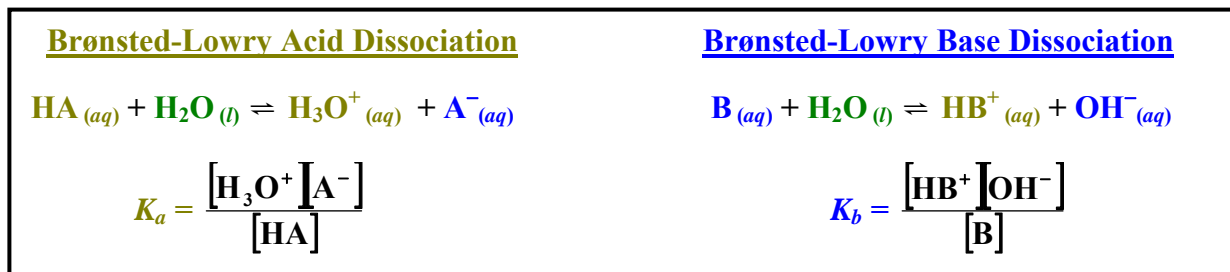 Brønsted-Lowry Acid Dissociation
HA (aq) + H₂O (l) ⇌ H₃O⁺ (aq) + A⁻(aq)
Kₐ = [H₃O⁺][A⁻] / [HA]
Brønsted-Lowry Base Dissociation
B (aq) + H₂O (l) ⇌ HB⁺ (aq) + OH⁻(aq)
K_b = [HB⁺][OH⁻] / [B]